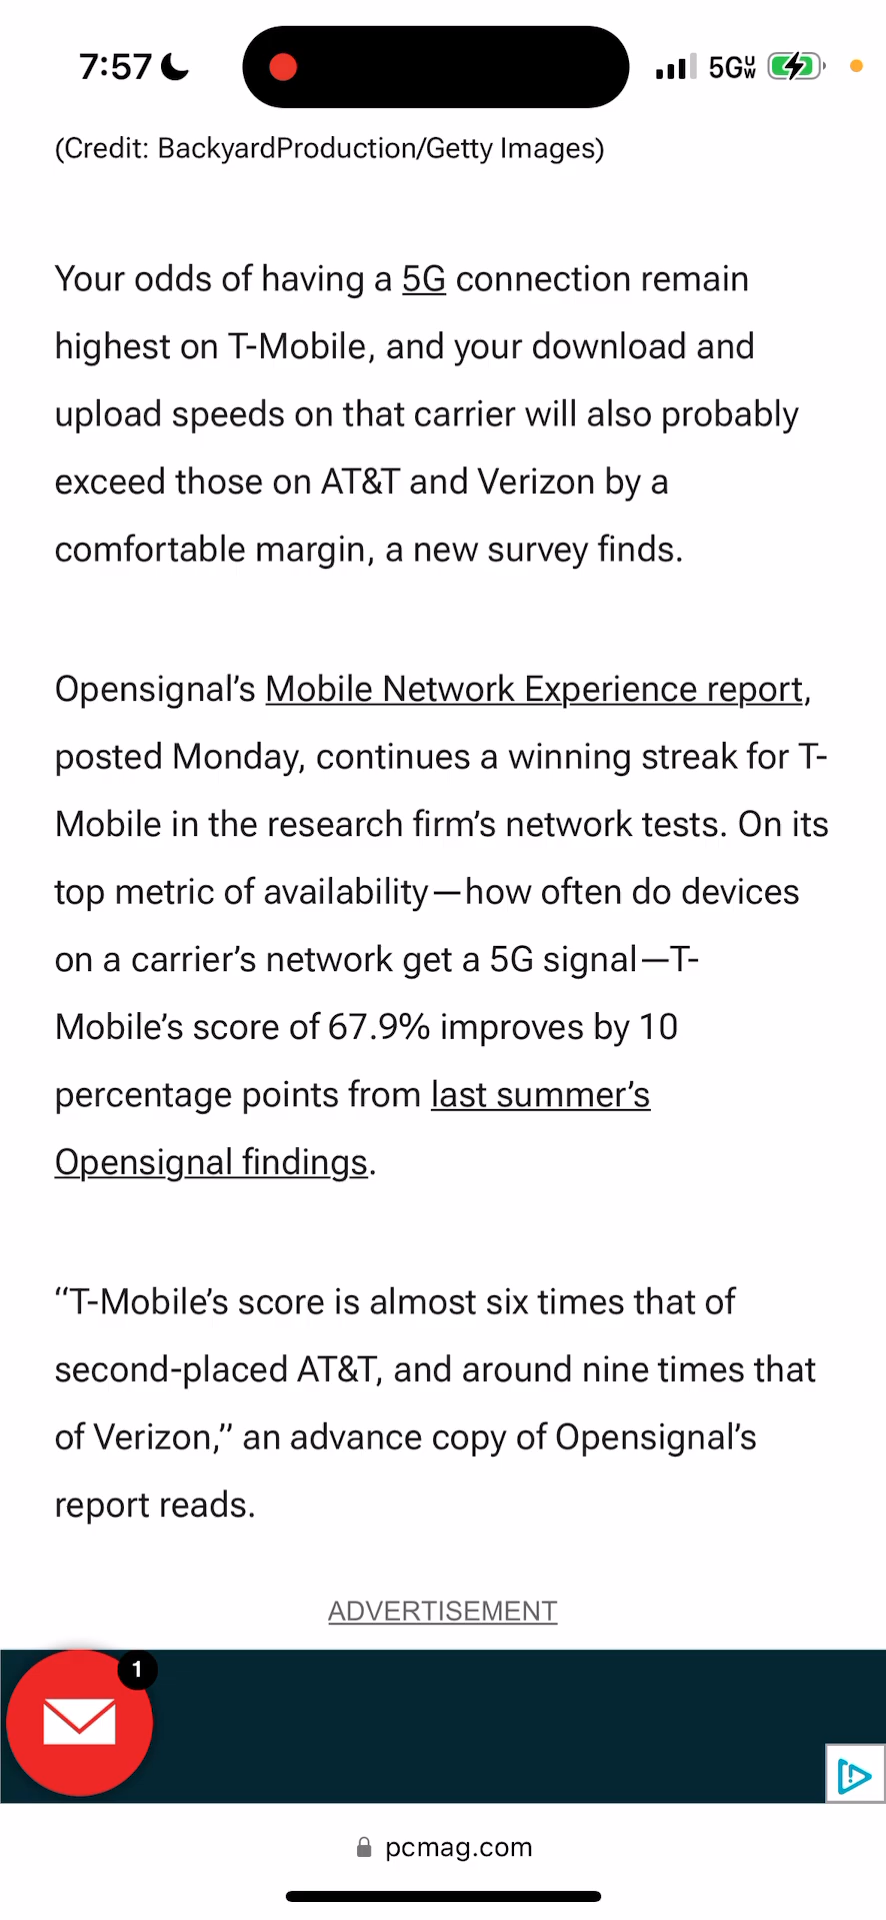 7:57
5GUW
(Credit: BackyardProduction/Getty Images)
Your odds of having a 5G connection remain
highest on T-Mobile, and your download and
upload speeds on that carrier will also probably
exceed those on AT&T and Verizon by a
comfortable margin, a new survey finds.
Opensignal’s Mobile Network Experience report,
posted Monday, continues a winning streak for T-
Mobile in the research firm’s network tests. On its
top metric of availability—how often do devices
on a carrier’s network get a 5G signal—T-
Mobile’s score of 67.9% improves by 10
percentage points from last summer’s
Opensignal findings.
“T-Mobile’s score is almost six times that of
second-placed AT&T, and around nine times that
of Verizon,” an advance copy of Opensignal’s
report reads.
ADVERTISEMENT
1
pcmag.com